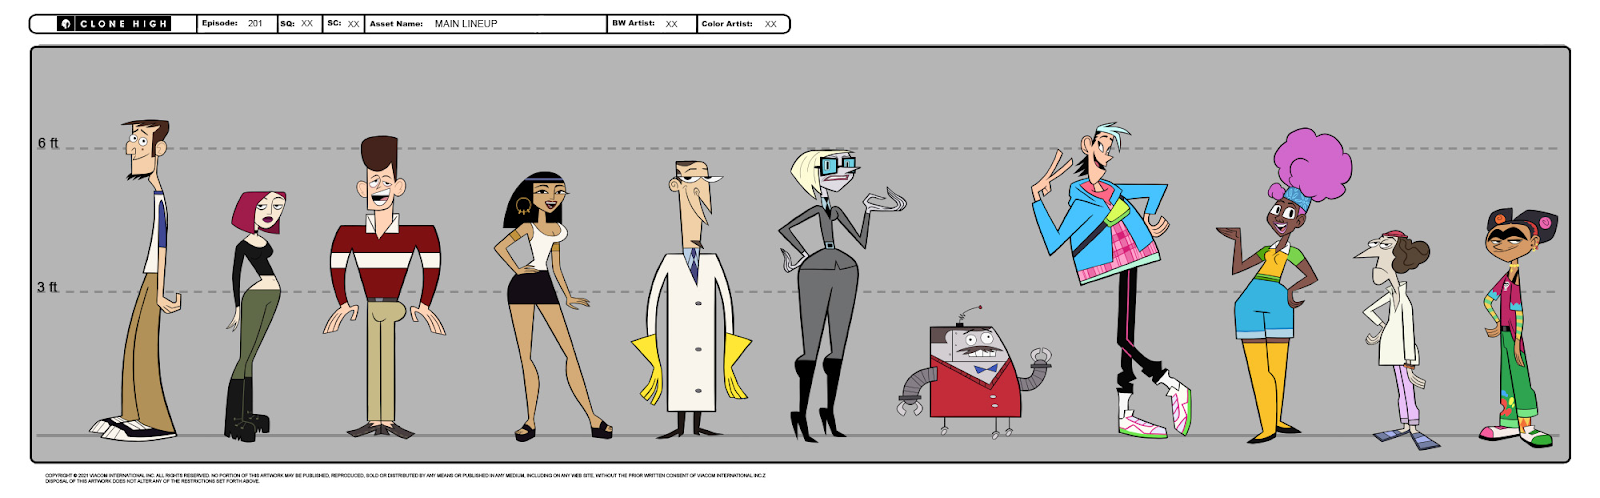 CLONE HIGH Episode: 201 SQ: XX SC: XX Asset Name: MAIN LINEUP BW Artist: XX Color Artist: XX
6 ft
3 ft
COPYRIGHT © 2021 VIACOM INTERNATIONAL INC. ALL RIGHTS RESERVED. NO PORTION OF THIS ARTWORK MAY BE PUBLISHED, REPRODUCED, SOLD OR DISTRIBUTED BY ANY MEANS OR PUBLISHED IN ANY MEDIUM, INCLUDING ON ANY WEB SITE, WITHOUT THE PRIOR WRITTEN CONSENT OF VIACOM INTERNATIONAL INC.Z
DISPOSAL OF THIS ARTWORK DOES NOT ALTER ANY OF THE RESTRICTIONS SET FORTH ABOVE.